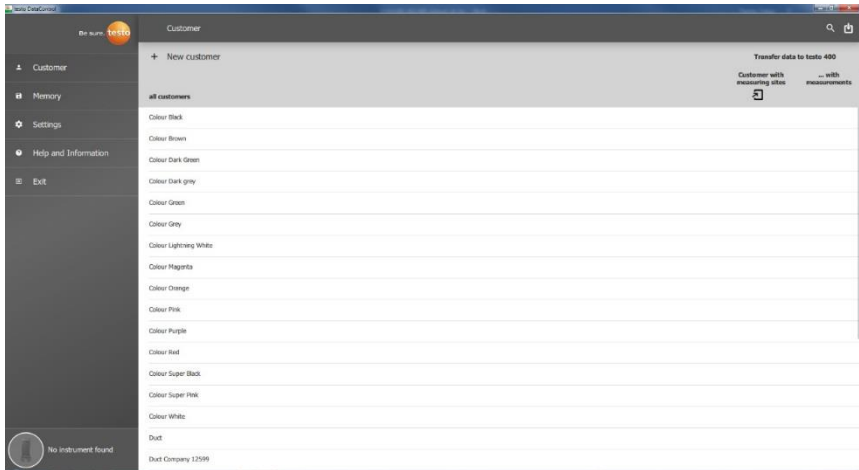 testo DataControl
Be sure. testo
Customer
Customer
Memory
Settings
Help and Information
Exit
No instrument found
+ New customer
Transfer data to testo 400
Customer with
measuring sites
... with
measurements
all customers
Colour Black
Colour Brown
Colour Dark Green
Colour Dark grey
Colour Green
Colour Grey
Colour Lightning White
Colour Magenta
Colour Orange
Colour Pink
Colour Purple
Colour Red
Colour Super Black
Colour Super Pink
Colour White
Duct
Duct Company 12599